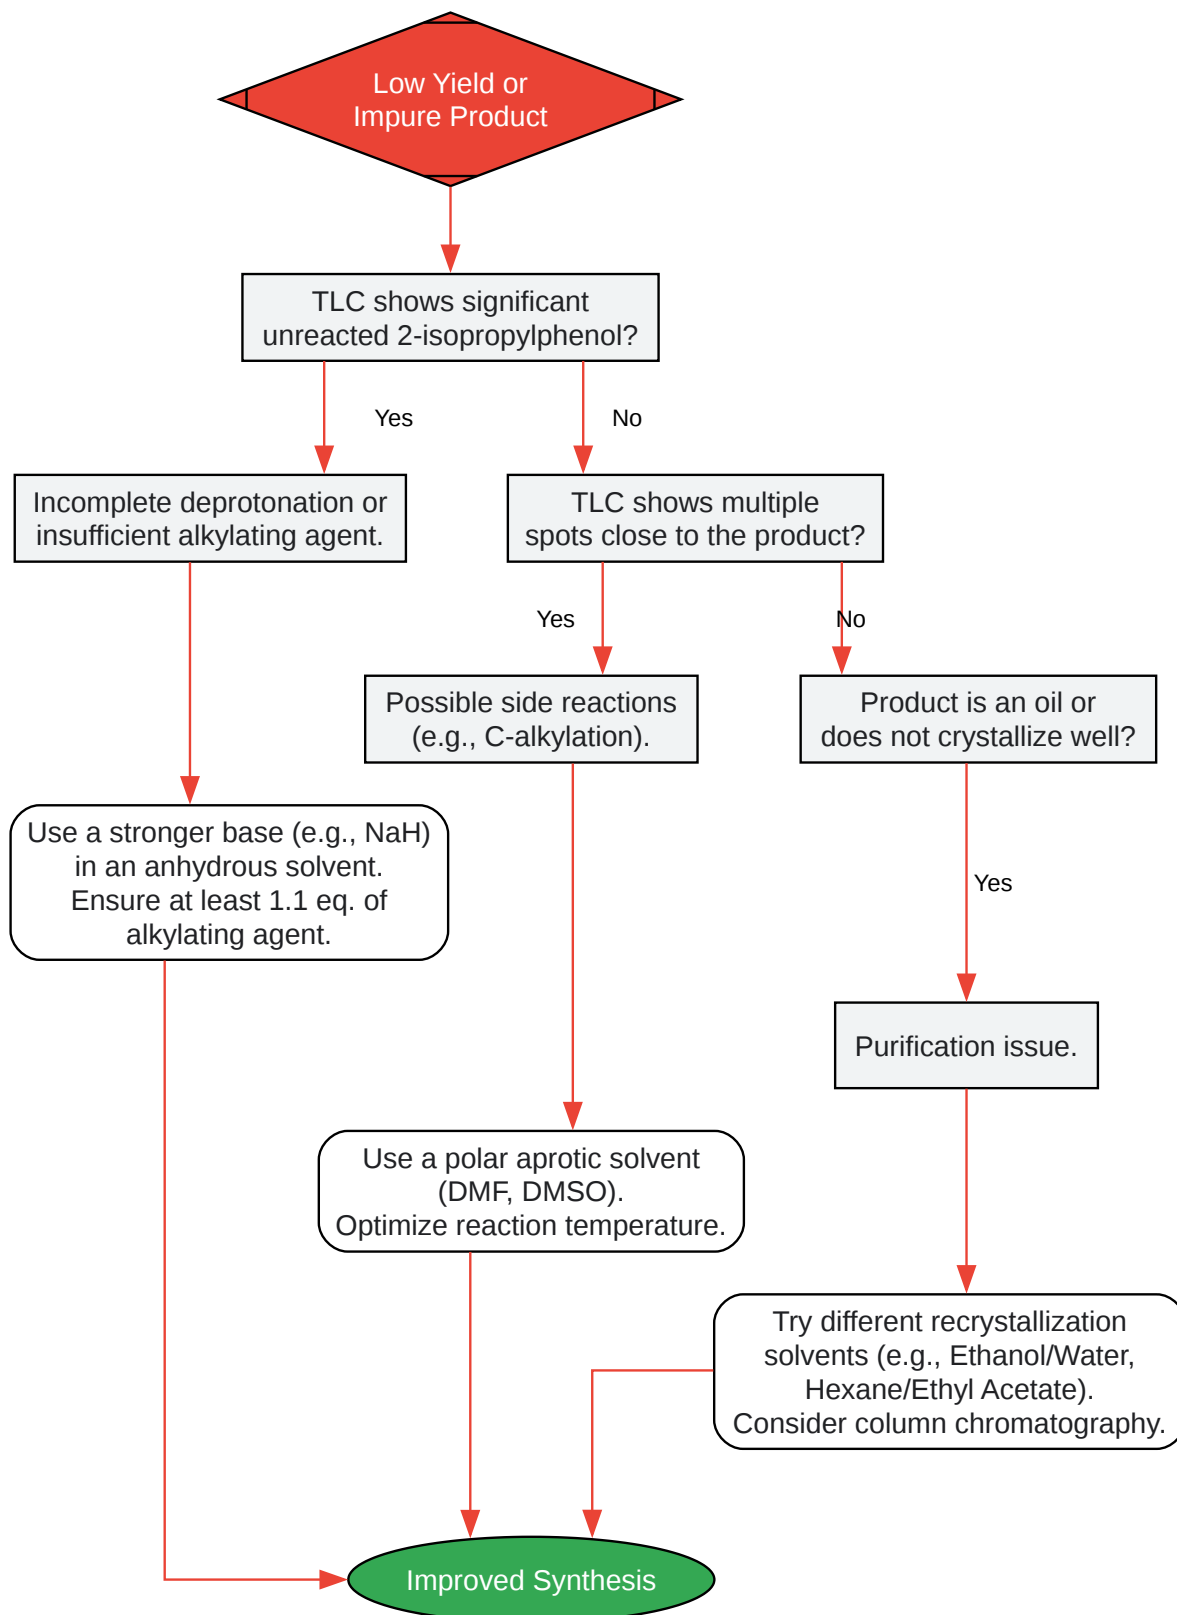 Low Yield or
Impure Product
TLC shows significant
unreacted 2-isopropylphenol?
Yes
No
Incomplete deprotonation or
insufficient alkylating agent.
TLC shows multiple
spots close to the product?
Yes
No
Possible side reactions
(e.g., C-alkylation).
Product is an oil or
does not crystallize well?
Use a stronger base (e.g., NaH)
in an anhydrous solvent.
Ensure at least 1.1 eq. of
alkylating agent.
Yes
Purification issue.
Use a polar aprotic solvent
(DMF, DMSO).
Optimize reaction temperature.
Try different recrystallization
solvents (e.g., Ethanol/Water,
Hexane/Ethyl Acetate).
Consider column chromatography.
Improved Synthesis